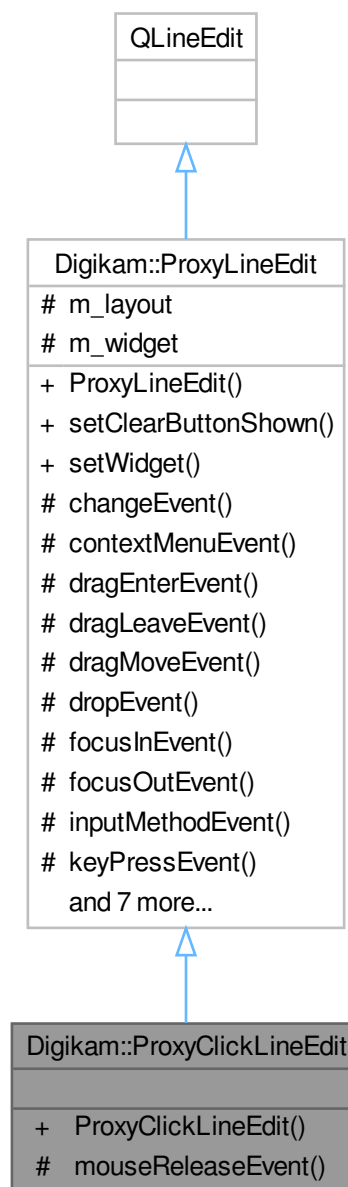 QLineEdit
Digikam::ProxyLineEdit
# m_layout
# m_widget
+ ProxyLineEdit()
+ setClearButtonShown()
+ setWidget()
# changeEvent()
# contextMenuEvent()
# dragEnterEvent()
# dragLeaveEvent()
# dragMoveEvent()
# dropEvent()
# focusInEvent()
# focusOutEvent()
# inputMethodEvent()
# keyPressEvent()
and 7 more...
Digikam::ProxyClickLineEdit
+ ProxyClickLineEdit()
# mouseReleaseEvent()